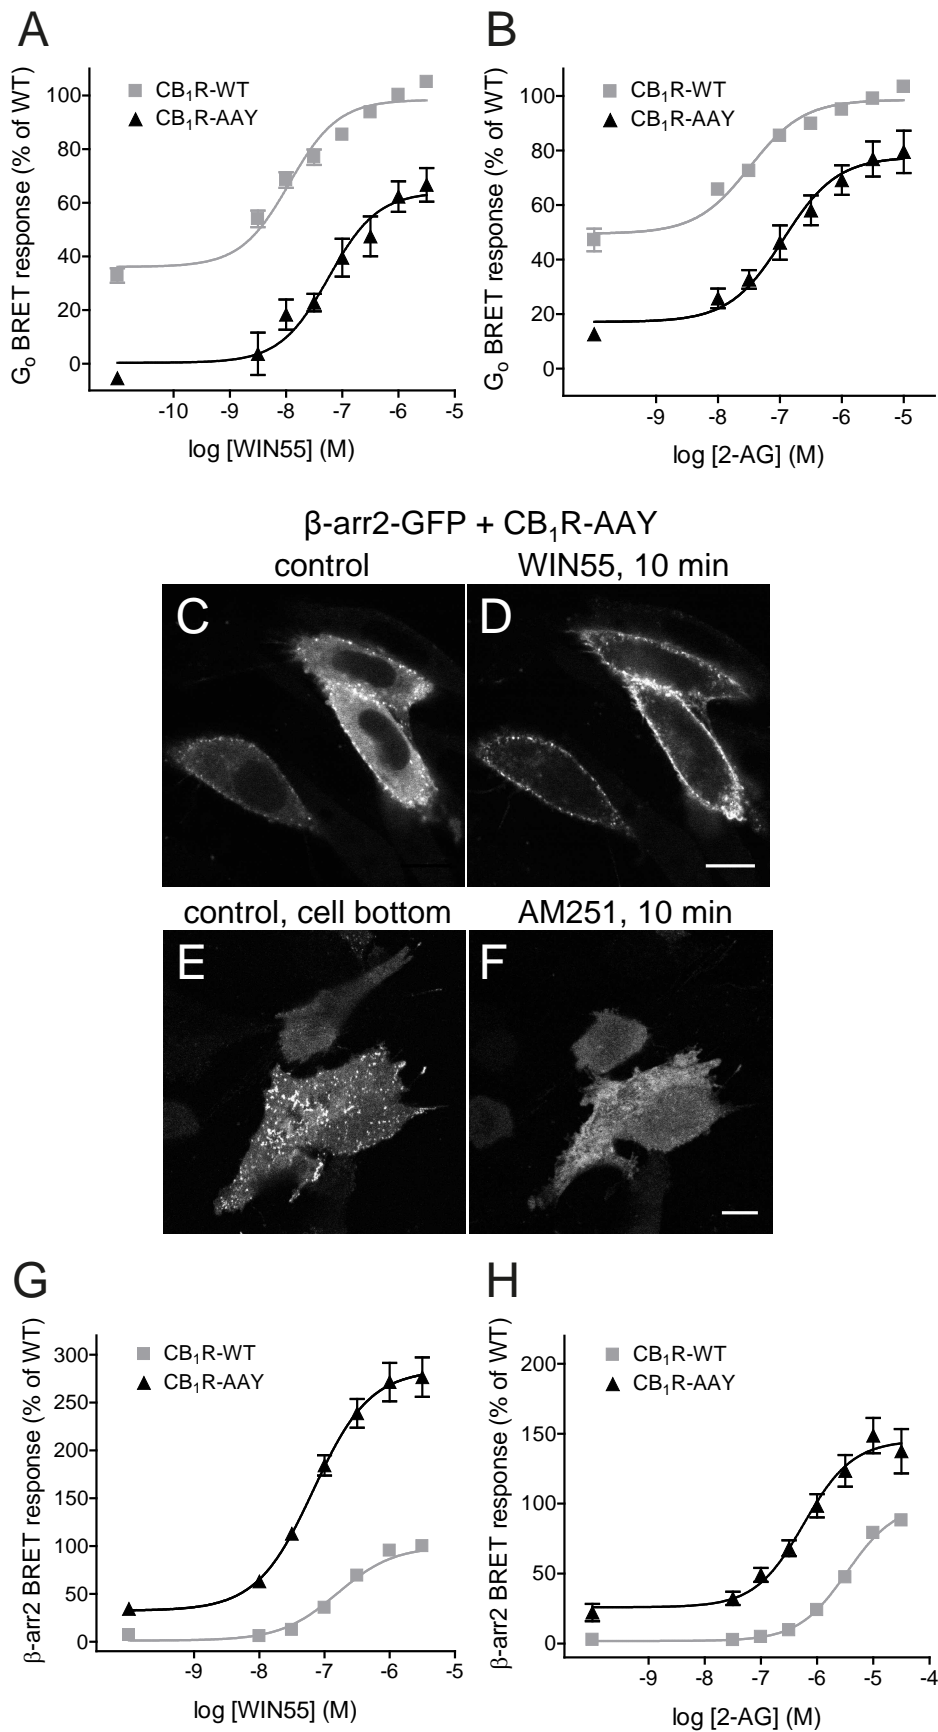 A
CB₁R-WT
CB₁R-AAY
Gₒ BRET response (% of WT)
100
80
60
40
20
0
-10 -9 -8 -7 -6 -5
log [WIN55] (M)
B
CB₁R-WT
CB₁R-AAY
Gₒ BRET response (% of WT)
100
80
60
40
20
0
-9 -8 -7 -6 -5
log [2-AG] (M)
β-arr2-GFP + CB₁R-AAY
control
WIN55, 10 min
C
D
control, cell bottom
AM251, 10 min
E
F
G
CB₁R-WT
CB₁R-AAY
β-arr2 BRET response (% of WT)
300
250
200
150
100
50
0
-9 -8 -7 -6 -5
log [WIN55] (M)
H
CB₁R-WT
CB₁R-AAY
β-arr2 BRET response (% of WT)
200
150
100
50
0
-9 -8 -7 -6 -5 -4
log [2-AG] (M)